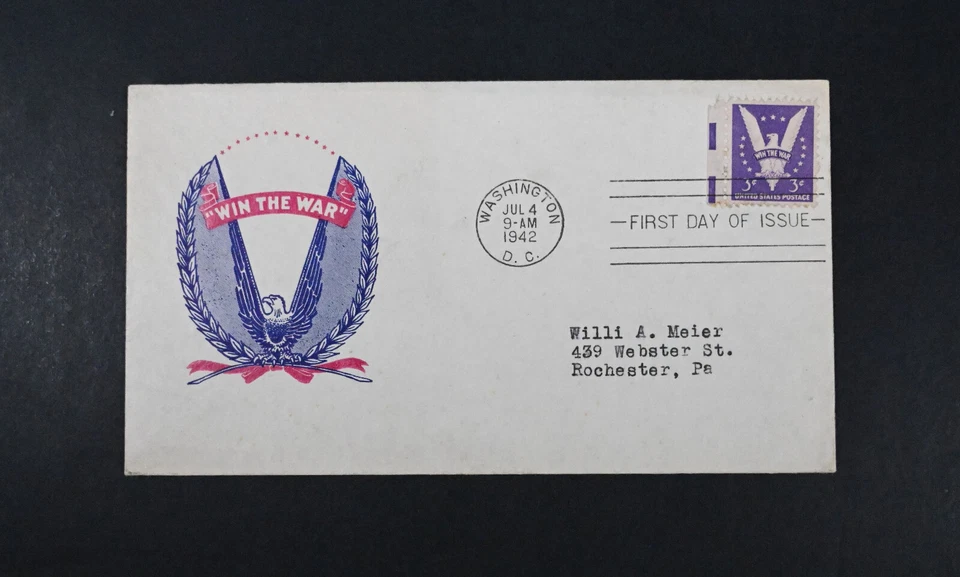 "WIN THE WAR"
WASHINGTON
JUL 4
9-AM
1942
D. C.
WIN THE WAR
3¢ 3¢
UNITED STATES POSTAGE
FIRST DAY OF ISSUE
Willi A. Meier
439 Webster St.
Rochester, Pa